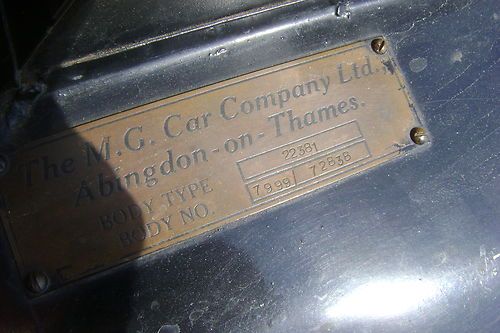 The M.G. Car Company Ltd.,
Abingdon-on-Thames.
BODY TYPE 22381
BODY NO. 7999 72838